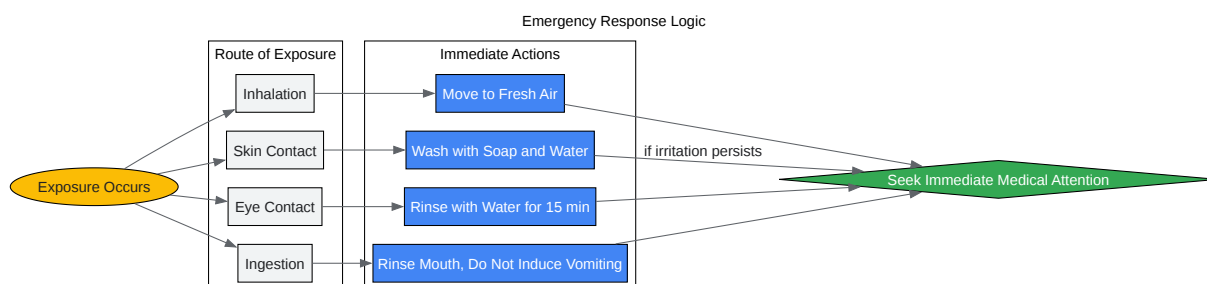 Emergency Response Logic
Route of Exposure
Immediate Actions
Inhalation
Move to Fresh Air
Skin Contact
Wash with Soap and Water
if irritation persists
Exposure Occurs
Seek Immediate Medical Attention
Eye Contact
Rinse with Water for 15 min
Ingestion
Rinse Mouth, Do Not Induce Vomiting